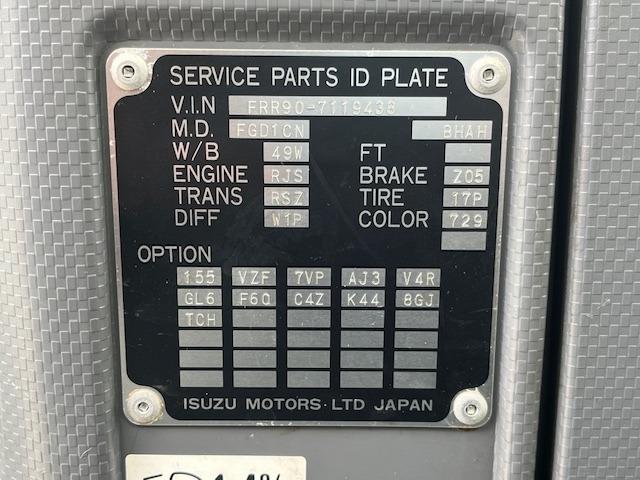 SERVICE PARTS ID PLATE
V.I.N FRR90-7119438
M.D. FGD1CN BHAH
W/B 49W FT
ENGINE RJS BRAKE Z05
TRANS RSZ TIRE 17P
DIFF W1P COLOR 729
OPTION
155 VZF 7VP AJ3 V4R
GL6 F60 C4Z K44 8GJ
TCH
ISUZU MOTORS LTD JAPAN